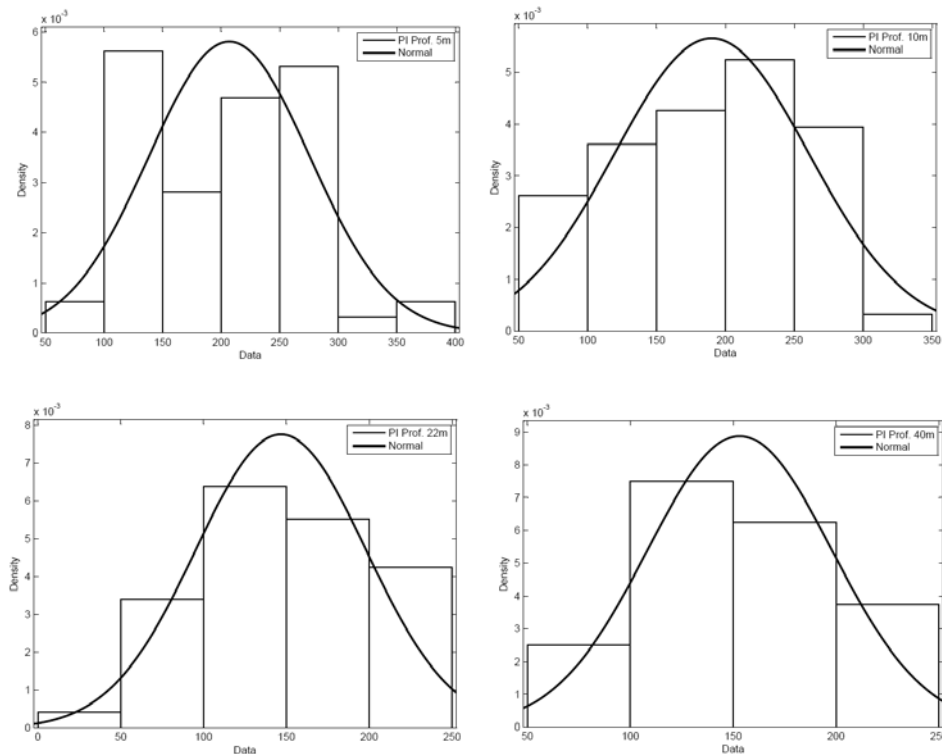 x 10-3
6
5
4
3
2
1
0
Density
50 100 150 200 250 300 350 400
Data
PI Prof. 5m
Normal
x 10-3
5
4
3
2
1
0
Density
50 100 150 200 250 300 350
Data
PI Prof. 10m
Normal
x 10-3
8
7
6
5
4
3
2
1
0
Density
0 50 100 150 200 250
Data
PI Prof. 22m
Normal
x 10-3
9
8
7
6
5
4
3
2
1
0
Density
50 100 150 200 250
Data
PI Prof. 40m
Normal